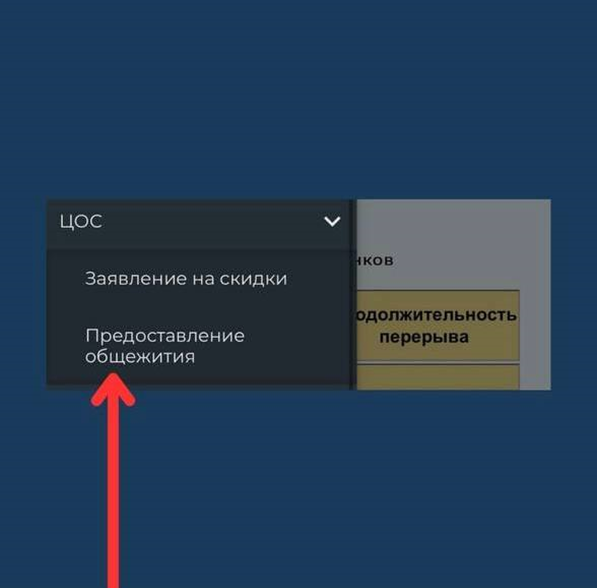 ЦОС
Заявление на скидки
Предоставление
общежития
нков
одолжительность
перерыва